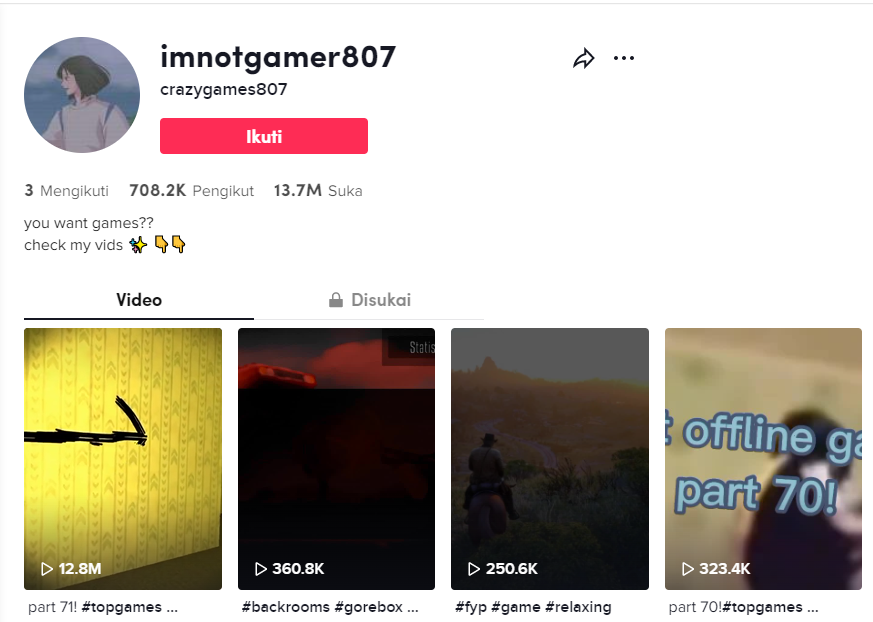 imnotgamer807
crazygames807
Ikuti
3 Mengikuti 708.2K Pengikut 13.7M Suka
you want games??
check my vids ✨ 👇👇
Video Disukai
Statis
offline ga
part 70!
12.8M 360.8K 250.6K 323.4K
part 71! #topgames ... #backrooms #gorebox ... #fyp #game #relaxing part 70!#topgames ...